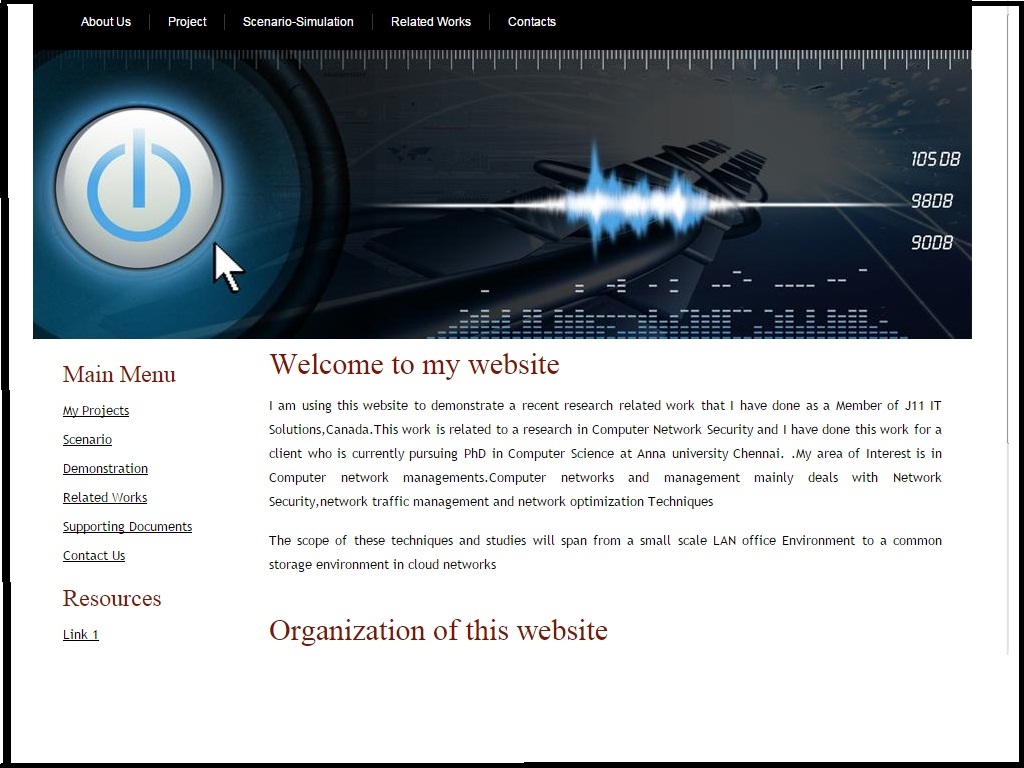 About Us Project Scenario-Simulation Related Works Contacts
105 DB
98DB
90DB
Main Menu
My Projects
Scenario
Demonstration
Related Works
Supporting Documents
Contact Us
Resources
Link 1
Welcome to my website
I am using this website to demonstrate a recent research related work that I have done as a Member of J11 IT
Solutions,Canada.This work is related to a research in Computer Network Security and I have done this work for a
client who is currently pursuing PhD in Computer Science at Anna university Chennai. .My area of Interest is in
Computer network managements.Computer networks and management mainly deals with Network
Security,network traffic management and network optimization Techniques
The scope of these techniques and studies will span from a small scale LAN office Environment to a common
storage environment in cloud networks
Organization of this website